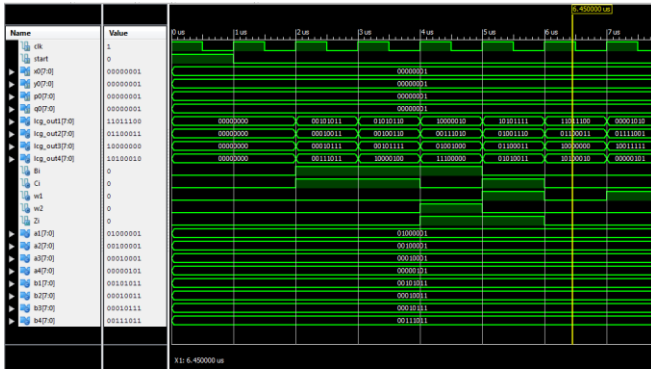 6.450000 us
Name Value 0 us 1 us 2 us 3 us 4 us 5 us 6 us 7 us
clk 1
start 0
x0[7:0] 00000001 00000001
y0[7:0] 00000001 00000001
p0[7:0] 00000001 00000001
q0[7:0] 00000001 00000001
lcg_out1[7:0] 11011100 00000000 00101011 01010110 10000010 10101111 11011100 00001010
lcg_out2[7:0] 01100011 00000000 00010011 00100110 00111010 01001110 01100011 01111001
lcg_out3[7:0] 10000000 00000000 00010111 00101111 01001000 01100011 10000000 10011111
lcg_out4[7:0] 10100010 00000000 00111011 10000100 11100000 01010011 10100010 00000101
Bi 0
Ci 0
w1 0
w2 0
Zi 0
a1[7:0] 01000001 01000001
a2[7:0] 00100001 00100001
a3[7:0] 00010001 00010001
a4[7:0] 00000101 00000101
b1[7:0] 00101011 00101011
b2[7:0] 00010011 00010011
b3[7:0] 00010111 00010111
b4[7:0] 00111011 00111011
X1: 6.450000 us